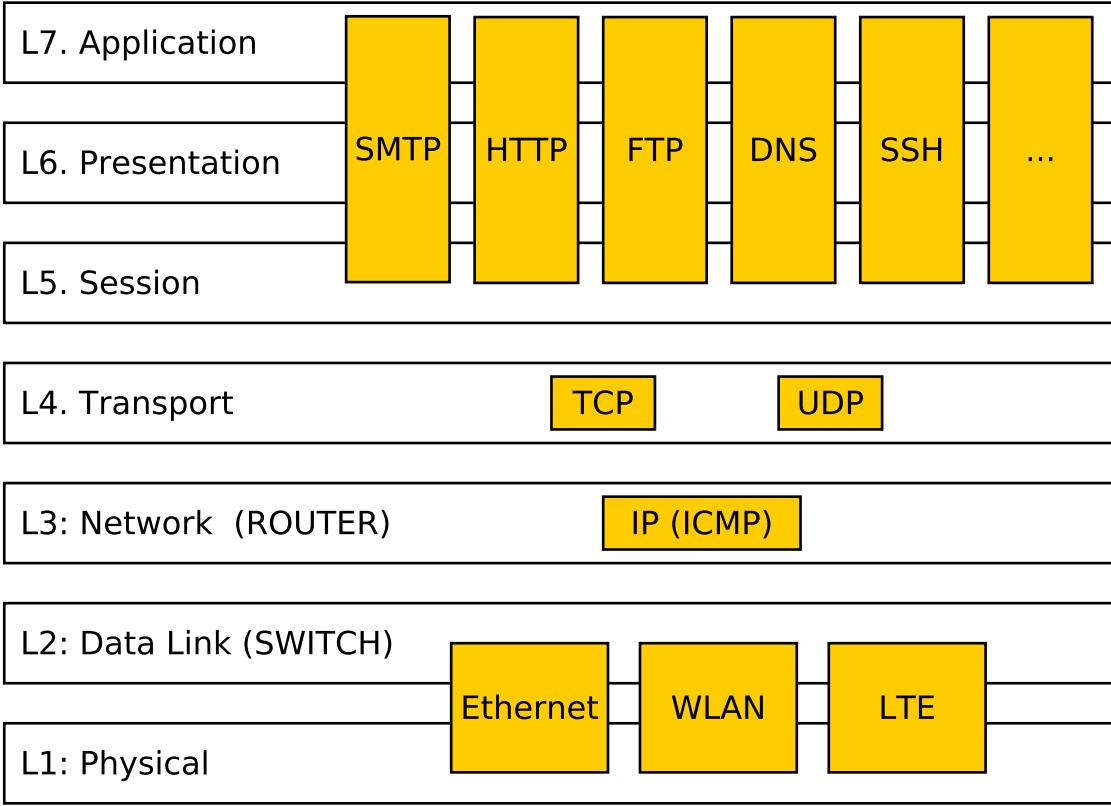 L7. Application
SMTP HTTP FTP DNS SSH ...
L6. Presentation
L5. Session
L4. Transport TCP UDP
L3: Network (ROUTER) IP (ICMP)
L2: Data Link (SWITCH)
Ethernet WLAN LTE
L1: Physical